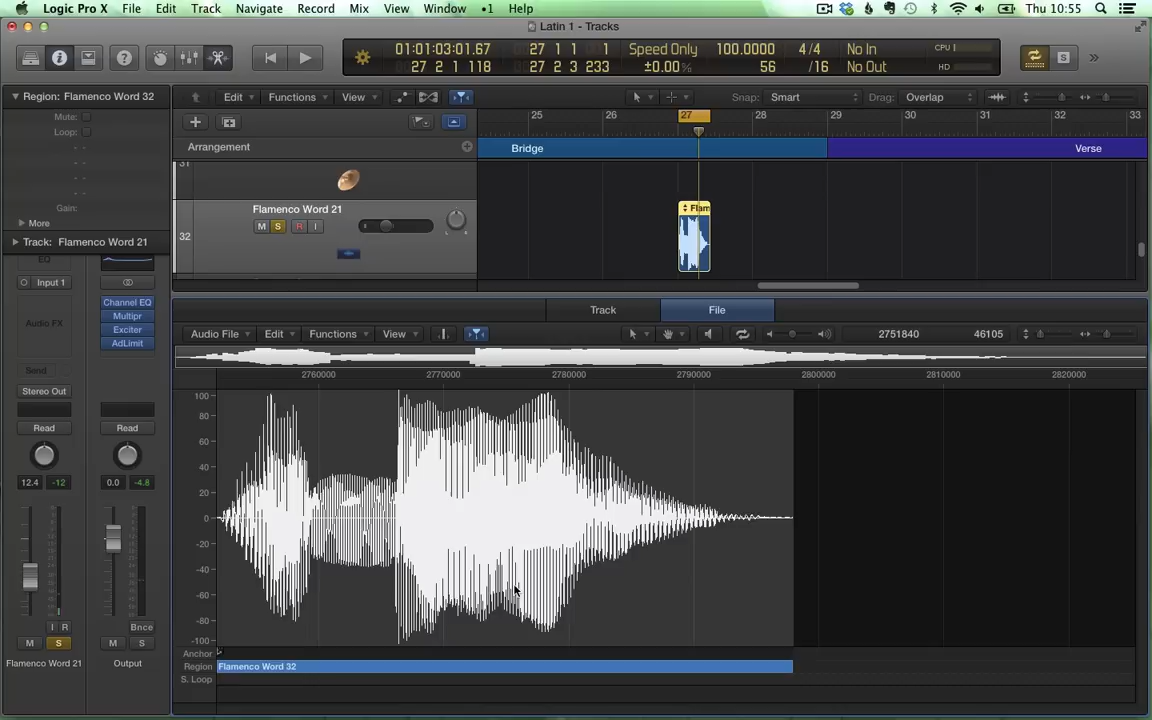 Logic Pro X File Edit Track Navigate Record Mix View Window •1 Help Thu 10:55
Latin 1 - Tracks
01:01:03:01.67 27 1 1 1 Speed Only 100.0000 4/4 No In CPU
27 2 1 118 27 2 3 233 ±0.00% 56 /16 No Out HD
S
Region: Flamenco Word 32
Mute:
Loop:
Gain:
More
Track: Flamenco Word 21
Edit Functions View Snap: Smart Drag: Overlap
25 26 27 28 29 30 31 32 33
Arrangement
Bridge Verse
31
Flamenco Word 21
M S R I
32
Flam
Track File
Audio File Edit Functions View 2751840 46105
2760000 2770000 2780000 2790000 2800000 2810000 2820000
100
80
60
40
20
0
-20
-40
-60
-80
-100
Anchor
Region Flamenco Word 32
S. Loop
EQ
Input 1
Audio FX
Channel EQ
Multipr
Exciter
AdLimit
Send
Stereo Out
Read Read
12.4 -12 0.0 -4.8
I R Bnce
M S M S
Flamenco Word 21 Output